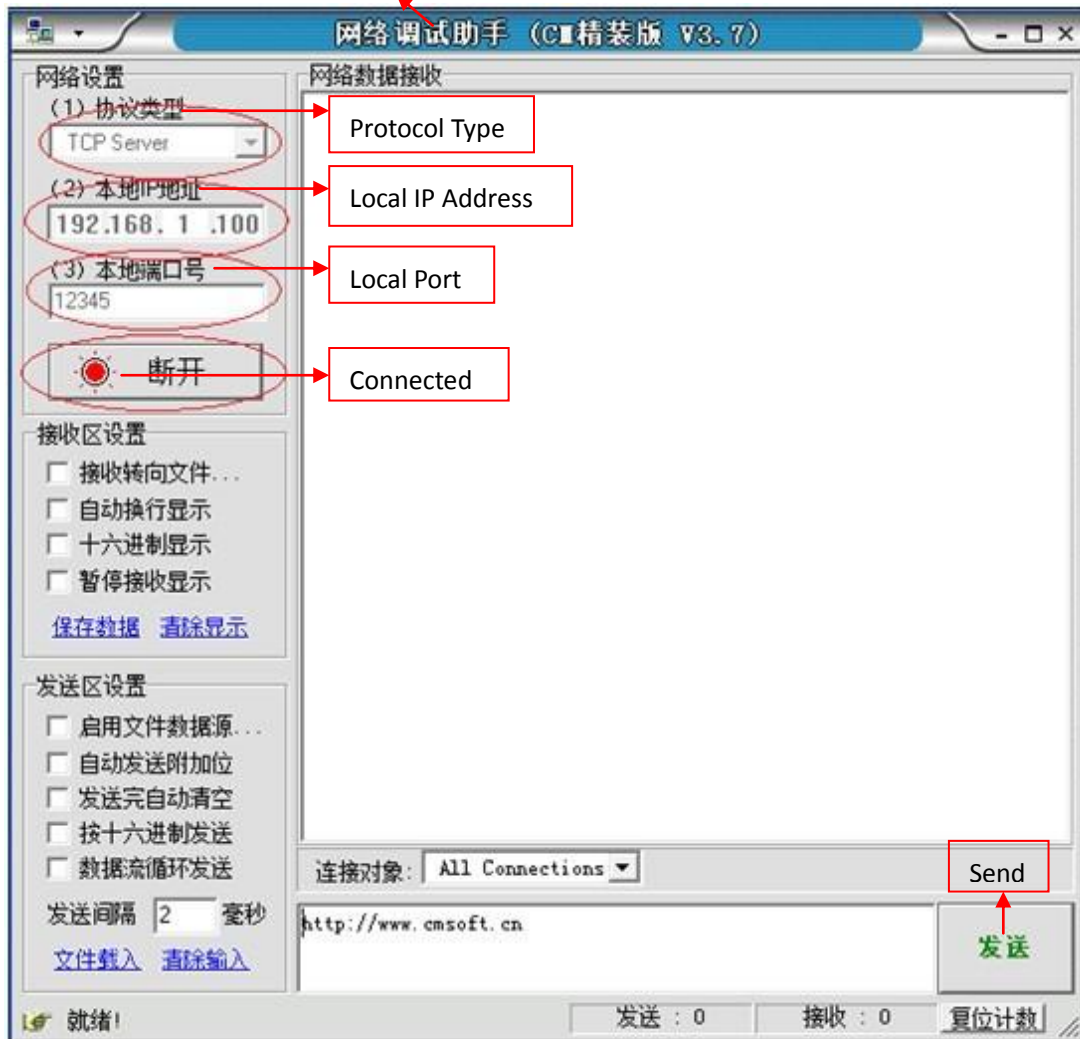 网络调试助手 (CM精装版 V3.7)
网络设置
(1) 协议类型
TCP Server
(2) 本地IP地址
192.168. 1 .100
(3) 本地端口号
12345
断开
接收区设置
接收转向文件...
自动换行显示
十六进制显示
暂停接收显示
保存数据 清除显示
发送区设置
启用文件数据源...
自动发送附加位
发送完自动清空
按十六进制发送
数据流循环发送
发送间隔 2 毫秒
文件载入 清除输入
网络数据接收
Protocol Type
Local IP Address
Local Port
Connected
连接对象: All Connections
Send
http://www.cmsoft.cn
发送
就绪!
发送 : 0
接收 : 0
复位计数